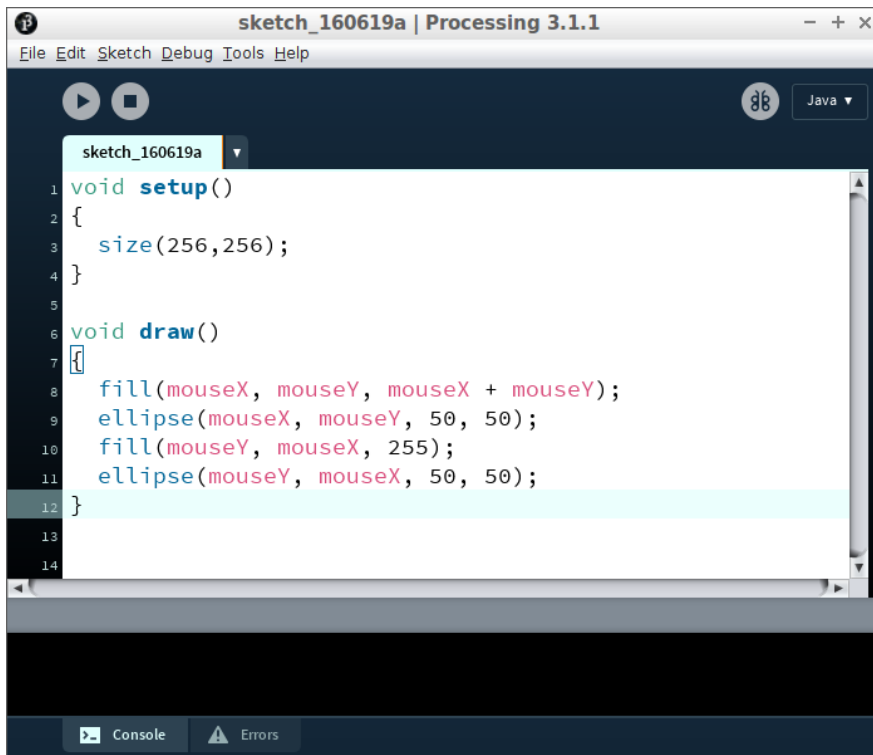 sketch_160619a | Processing 3.1.1
File Edit Sketch Debug Tools Help
Java ▼
sketch_160619a ▼
1 void setup()
2 {
3   size(256,256);
4 }
5
6 void draw()
7 {
8   fill(mouseX, mouseY, mouseX + mouseY);
9   ellipse(mouseX, mouseY, 50, 50);
10   fill(mouseY, mouseX, 255);
11   ellipse(mouseY, mouseX, 50, 50);
12 }
13
14
Console Errors